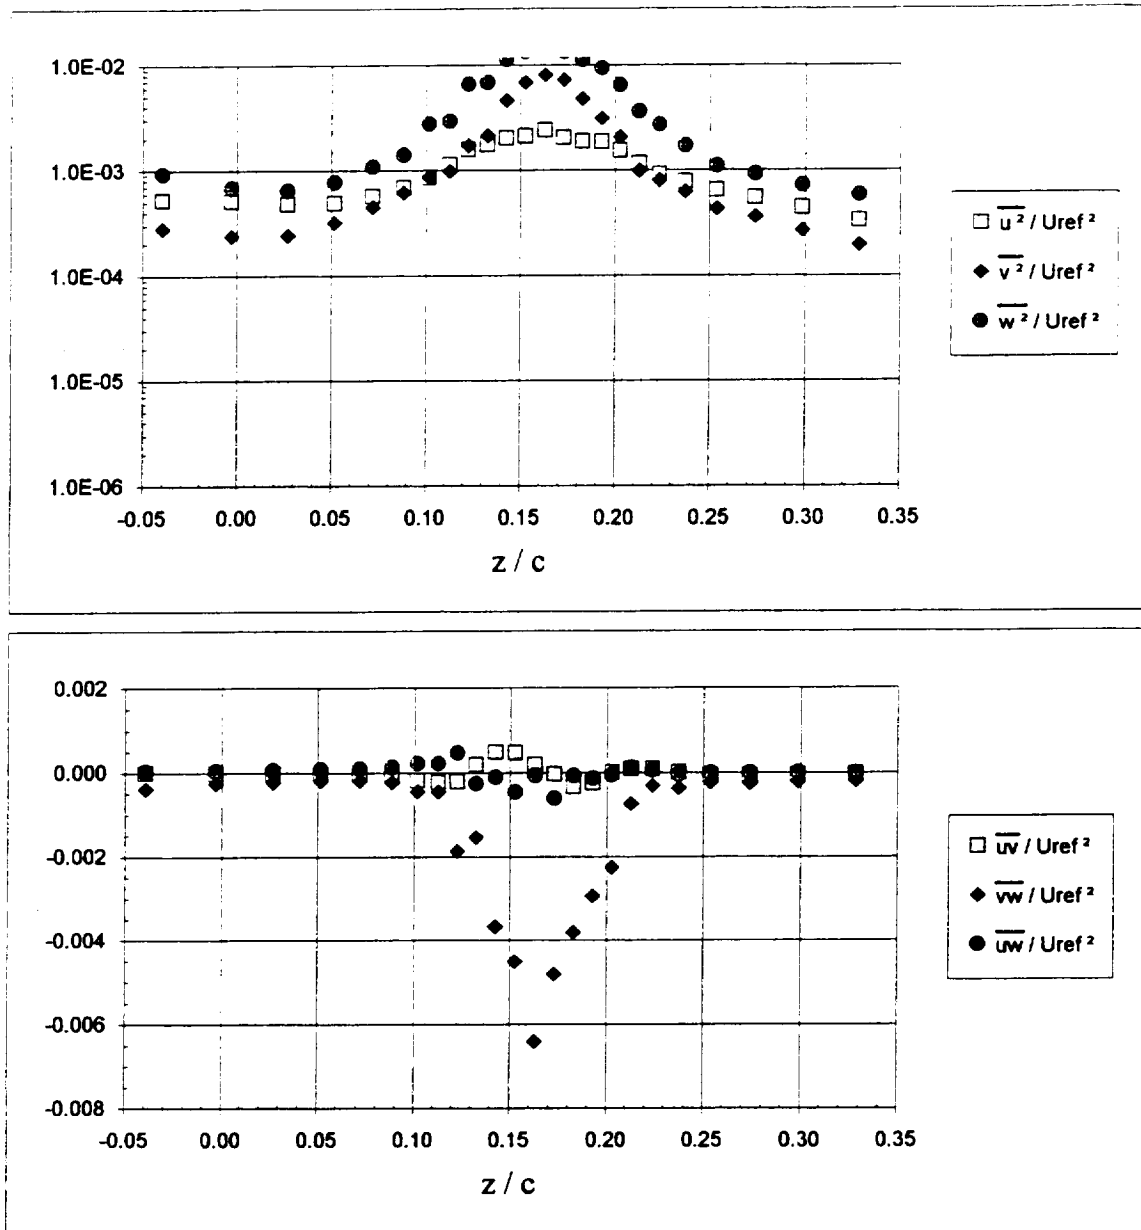 1.0E-02
1.0E-03
1.0E-04
1.0E-05
1.0E-06
-0.05 0.00 0.05 0.10 0.15 0.20 0.25 0.30 0.35
z / c
u ² / Uref ²
v ² / Uref ²
w ² / Uref ²
0.002
0.000
-0.002
-0.004
-0.006
-0.008
-0.05 0.00 0.05 0.10 0.15 0.20 0.25 0.30 0.35
z / c
uv / Uref ²
vw / Uref ²
uw / Uref ²